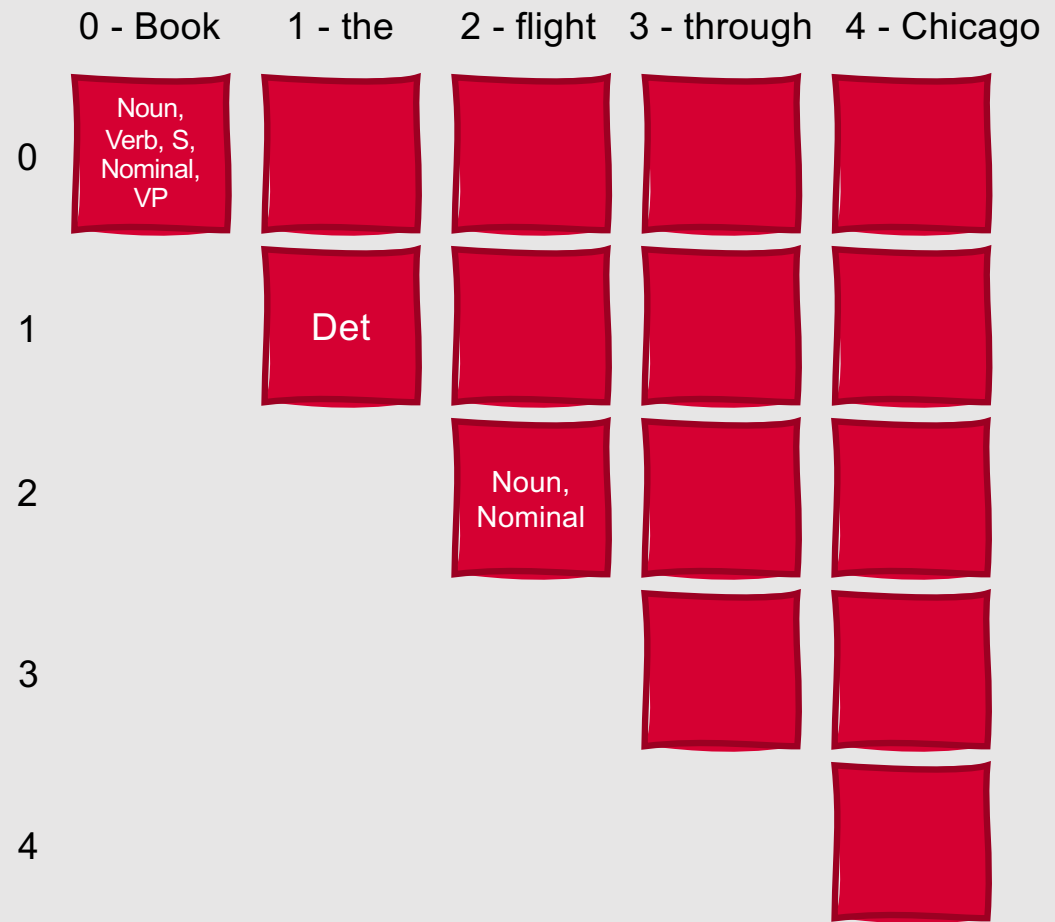 0 - Book 1 - the 2 - flight 3 - through 4 - Chicago
0
Noun,
Verb, S,
Nominal,
VP
1
Det
2
Noun,
Nominal
3
4